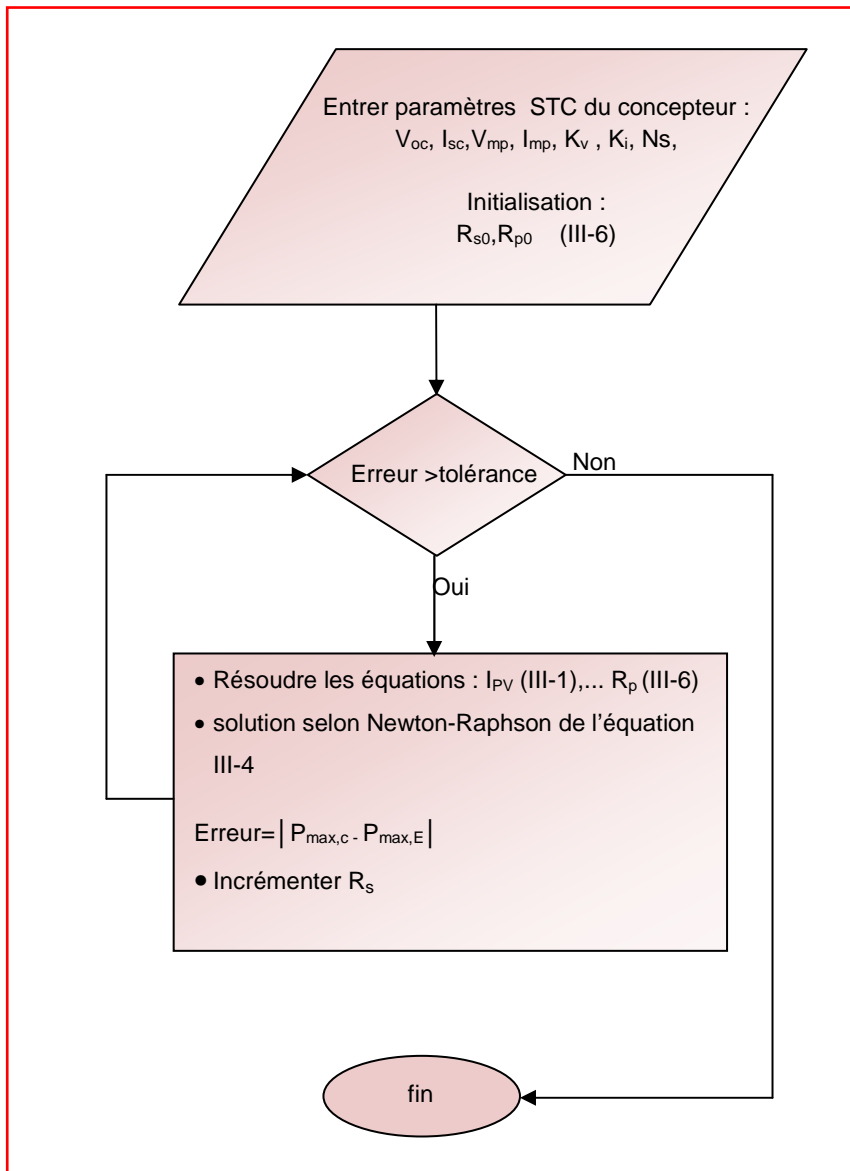 Entrer paramètres STC du concepteur :
Voc, Isc,Vmp, Imp, Kv , Ki, Ns,
Initialisation :
Rs0,Rp0 (III-6)
Erreur >tolérance
Non
Oui
• Résoudre les équations : IPV (III-1),... Rp (III-6)
• solution selon Newton-Raphson de l’équation
III-4
Erreur=│Pmax,c - Pmax,E│
• Incrémenter Rs
fin